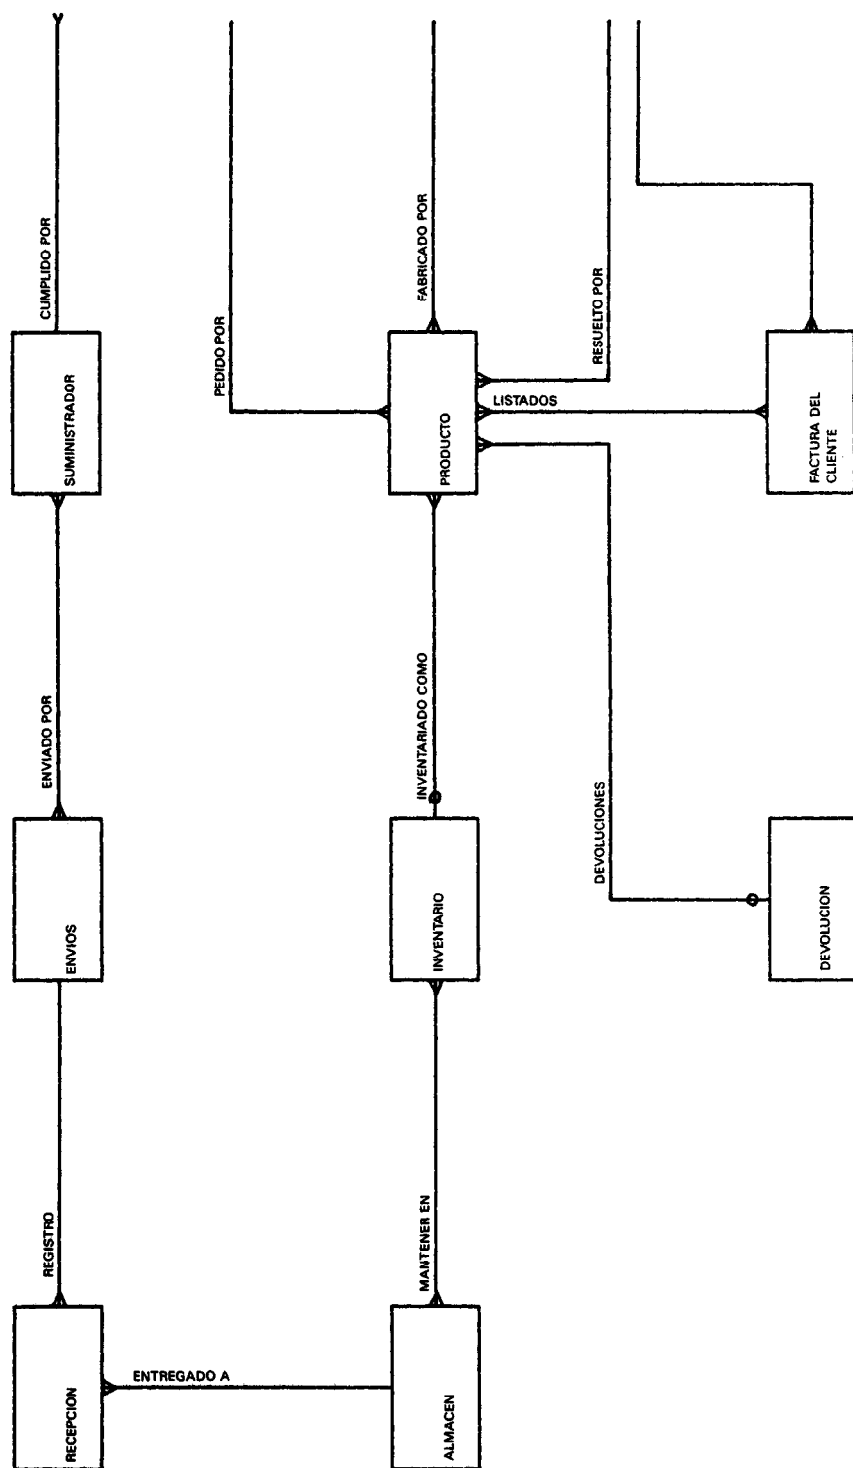 CUMPLIDO POR
PEDIDO POR
FABRICADO POR
RESUELTO POR
SUMINISTRADOR
PRODUCTO
LISTADOS
FACTURA DEL
CLIENTE
ENVIADO POR
INVENTARIADO COMO
DEVOLUCIONES
ENVIOS
INVENTARIO
DEVOLUCION
REGISTRO
MANTENER EN
RECEPCION
ENTREGADO A
ALMACEN